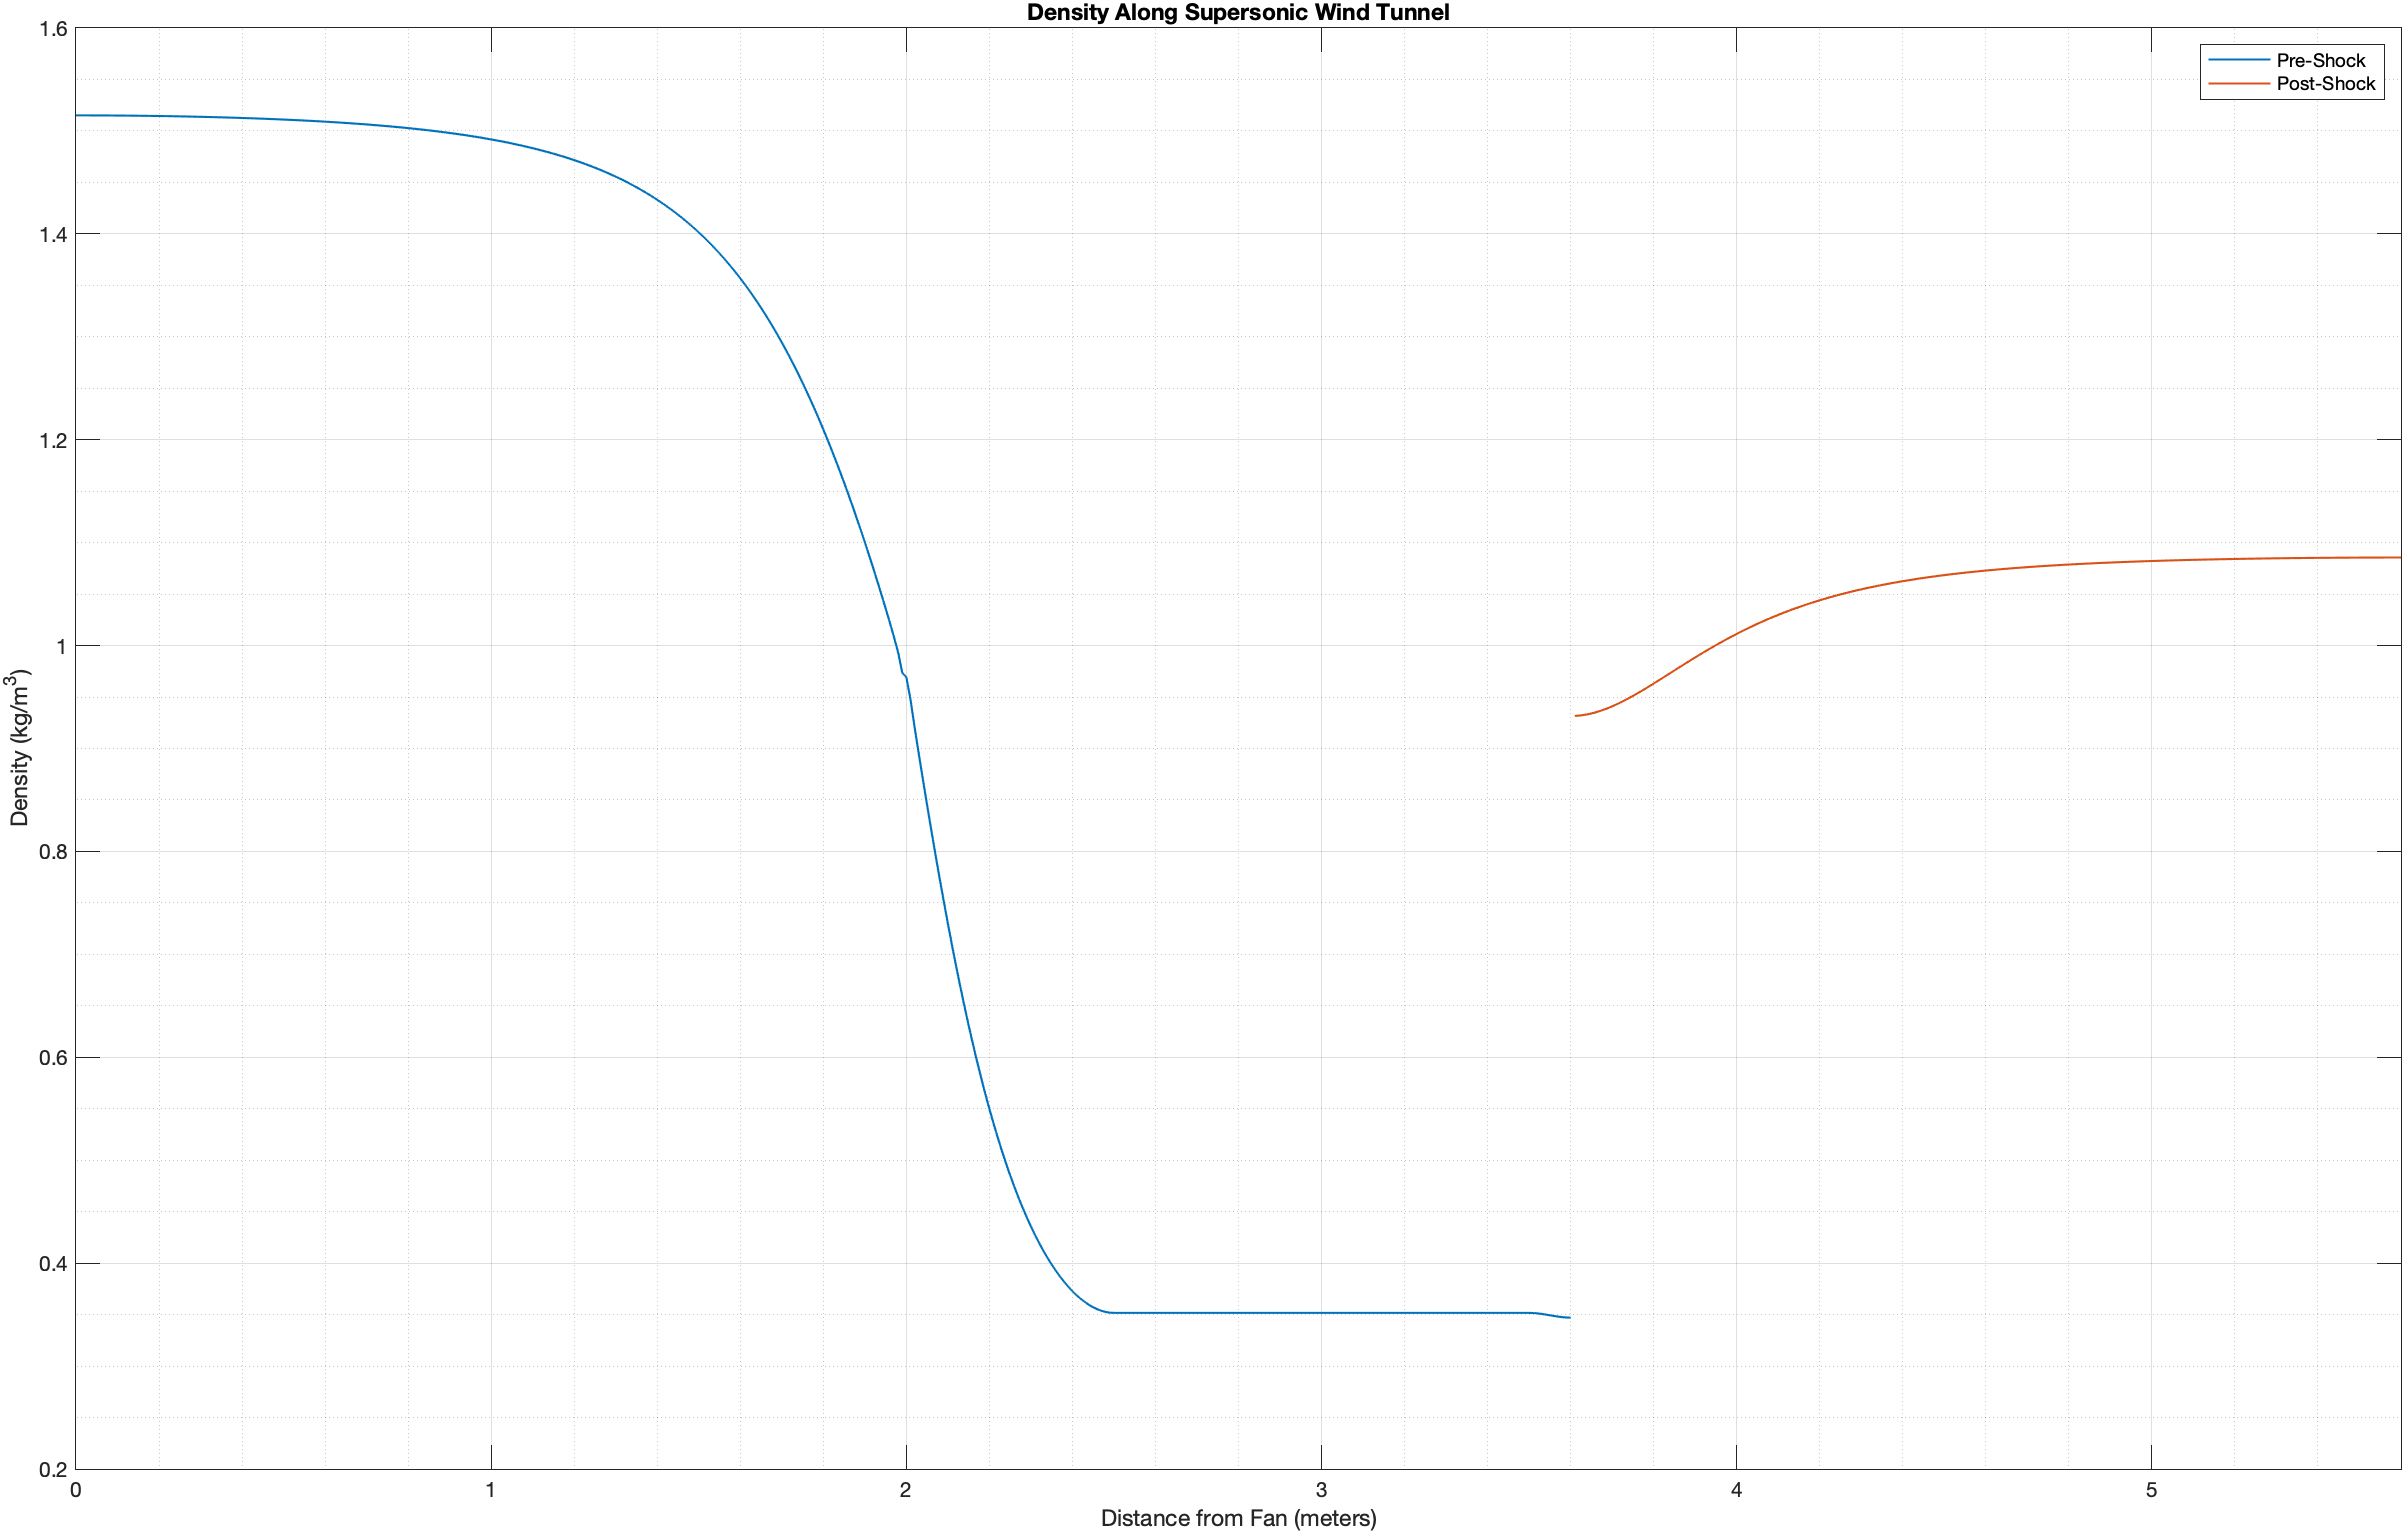 Density Along Supersonic Wind Tunnel
Pre-Shock
Post-Shock
1.6
1.4
1.2
1
0.8
0.6
0.4
0.2
Density (kg/m³)
0 1 2 3 4 5
Distance from Fan (meters)